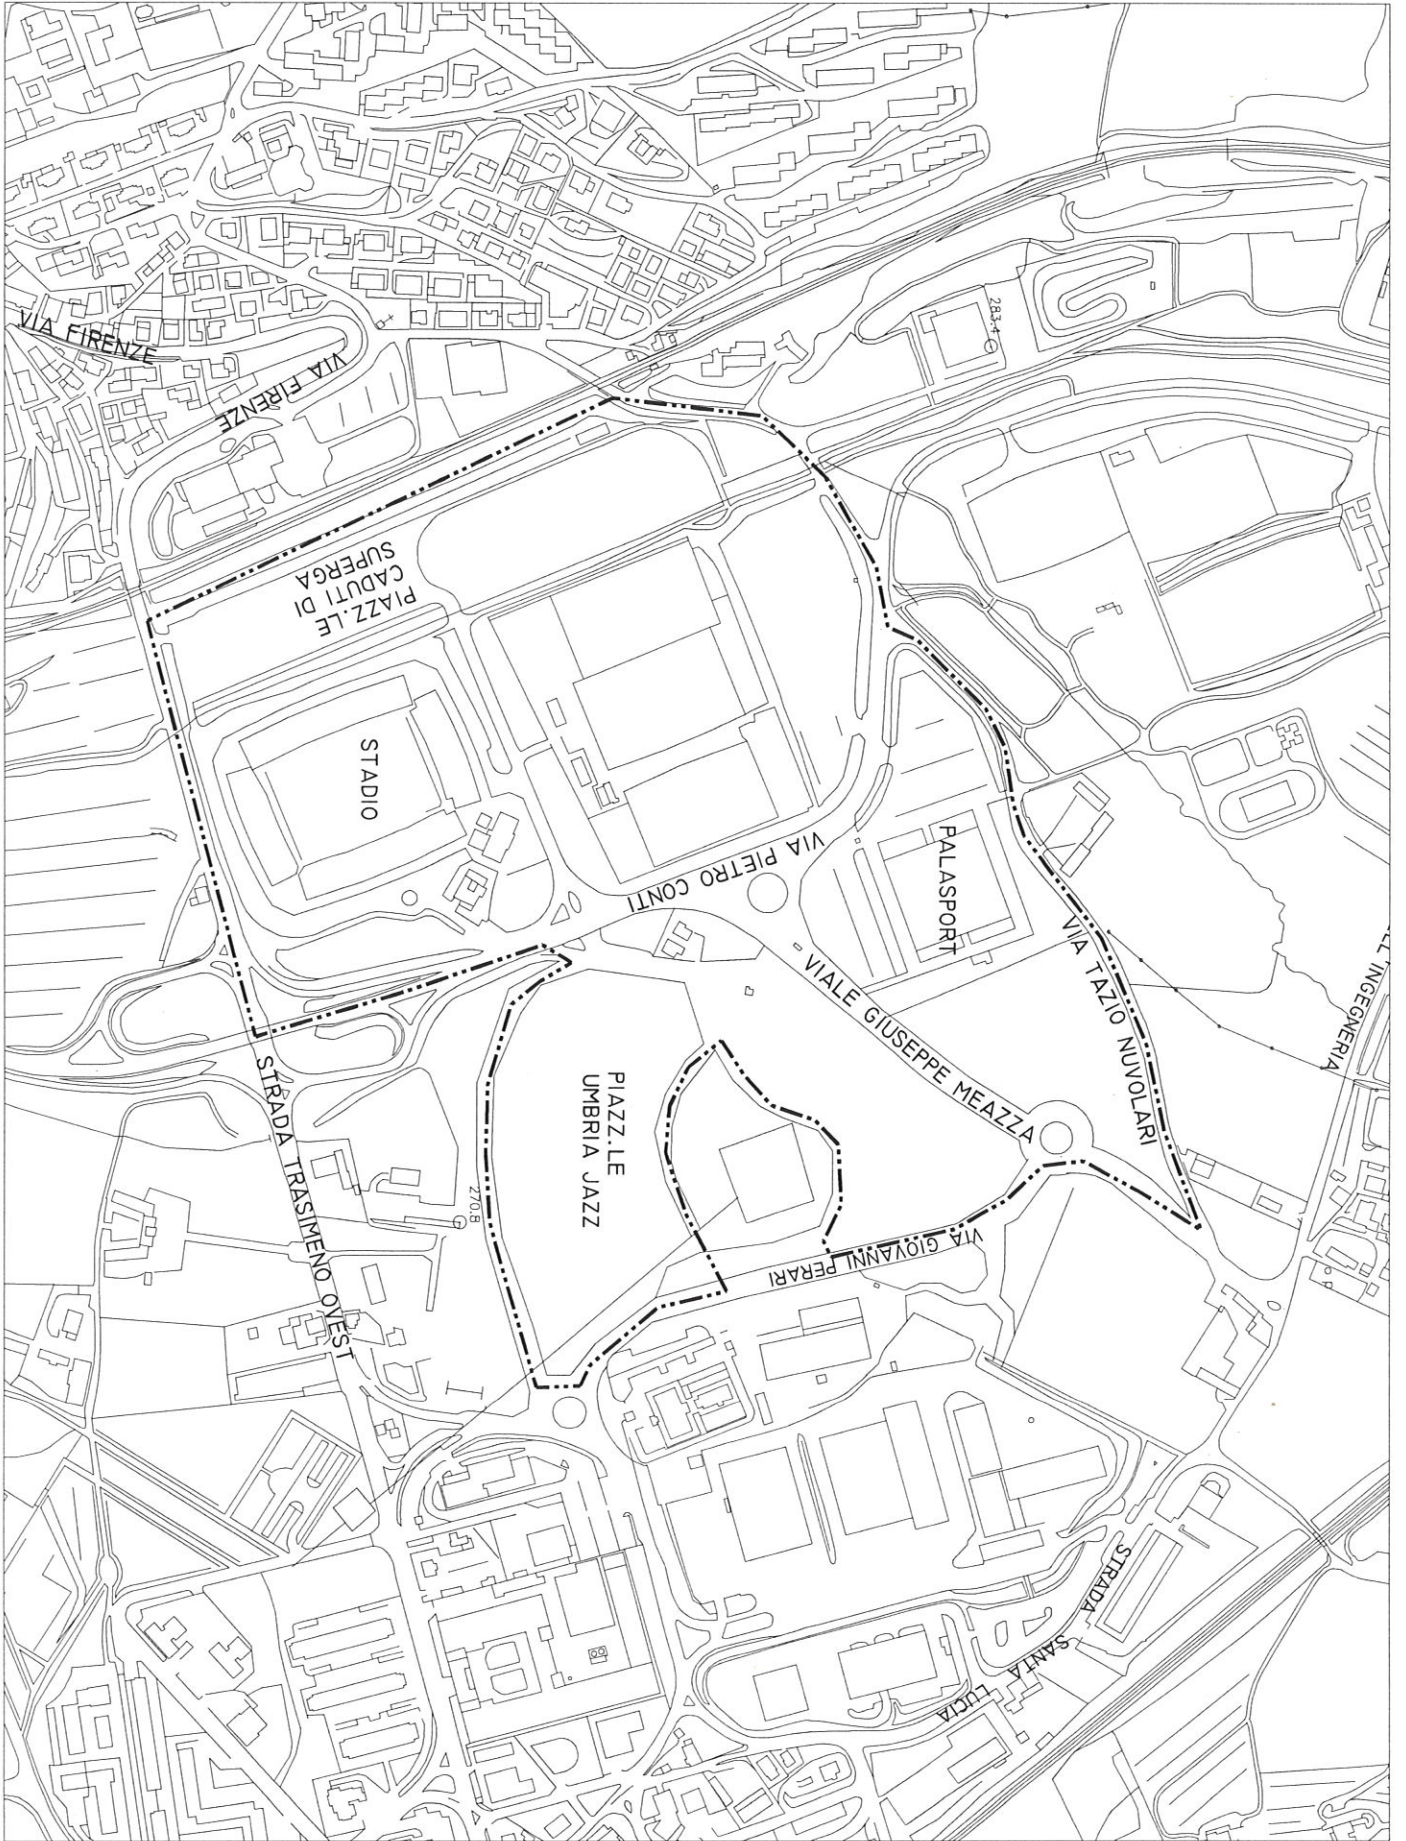 283.4
VIA FIRENZE
VIA FIRENZE
PIAZZ.LE
CADUTI DI
SUPERGA
STADIO
VIA PIETRO CONTI
PALASPORT
VIA TAZIO NUVOLARI
VIALE GIUSEPPE MEAZZA
INGEGNERIA
PIAZZ.LE
UMBRIA JAZZ
STRADA TRASIMENO OVEST
270.8
VIA GIOVANNI PERARI
STRADA SANTA LUCIA